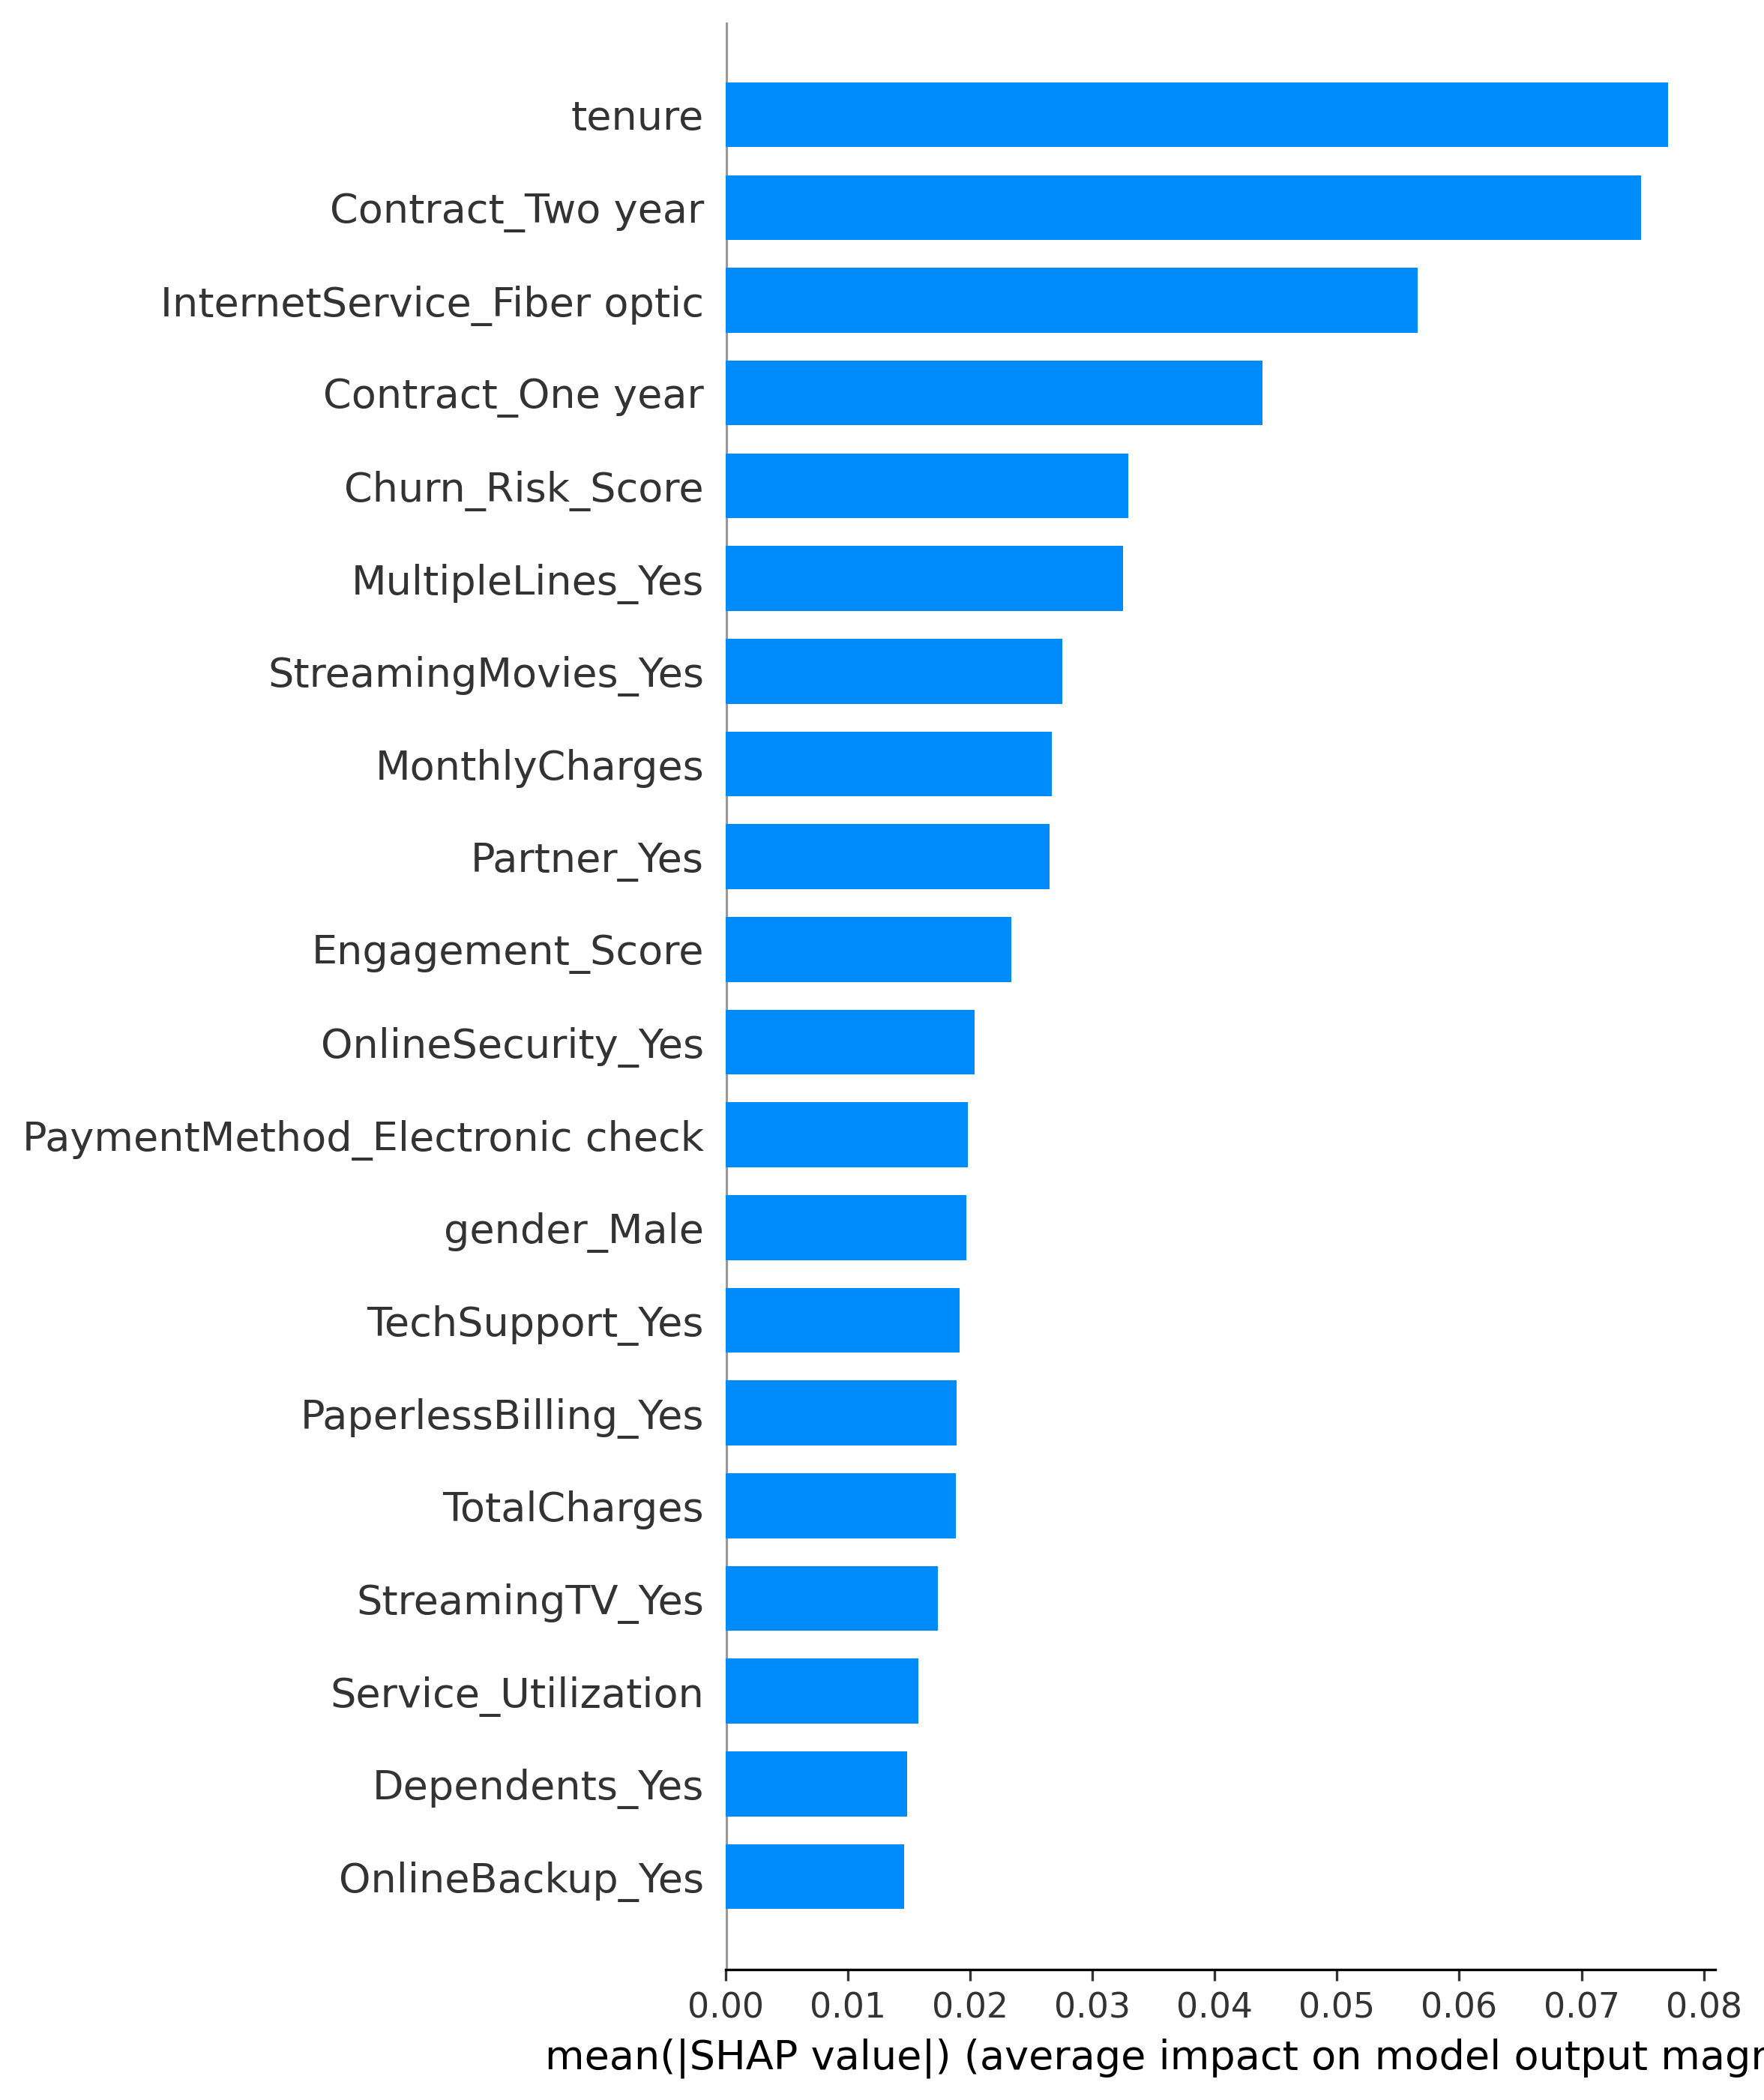 tenure
Contract_Two year
InternetService_Fiber optic
Contract_One year
Churn_Risk_Score
MultipleLines_Yes
StreamingMovies_Yes
MonthlyCharges
Partner_Yes
Engagement_Score
OnlineSecurity_Yes
PaymentMethod_Electronic check
gender_Male
TechSupport_Yes
PaperlessBilling_Yes
TotalCharges
StreamingTV_Yes
Service_Utilization
Dependents_Yes
OnlineBackup_Yes
0.00 0.01 0.02 0.03 0.04 0.05 0.06 0.07 0.08
mean(|SHAP value|) (average impact on model output